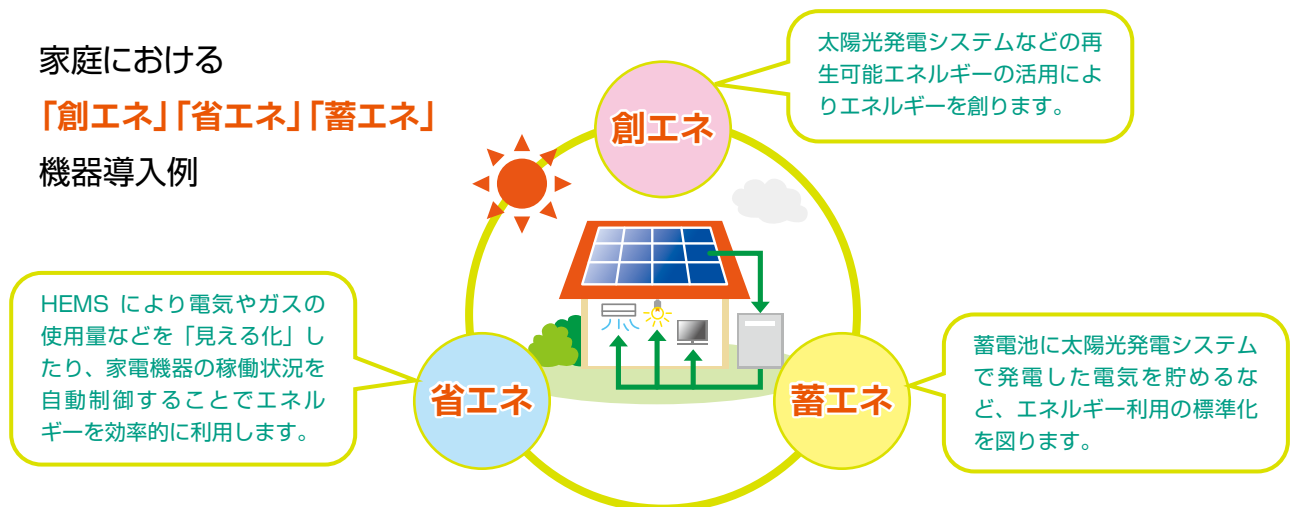 家庭における
「創エネ」「省エネ」「蓄エネ」
機器導入例
創エネ
太陽光発電システムなどの再
生可能エネルギーの活用によ
りエネルギーを創ります。
省エネ
HEMS により電気やガスの
使用量などを「見える化」し
たり、家電機器の稼働状況を
自動制御することでエネル
ギーを効率的に利用します。
蓄エネ
蓄電池に太陽光発電システム
で発電した電気を貯めるな
ど、エネルギー利用の標準化
を図ります。